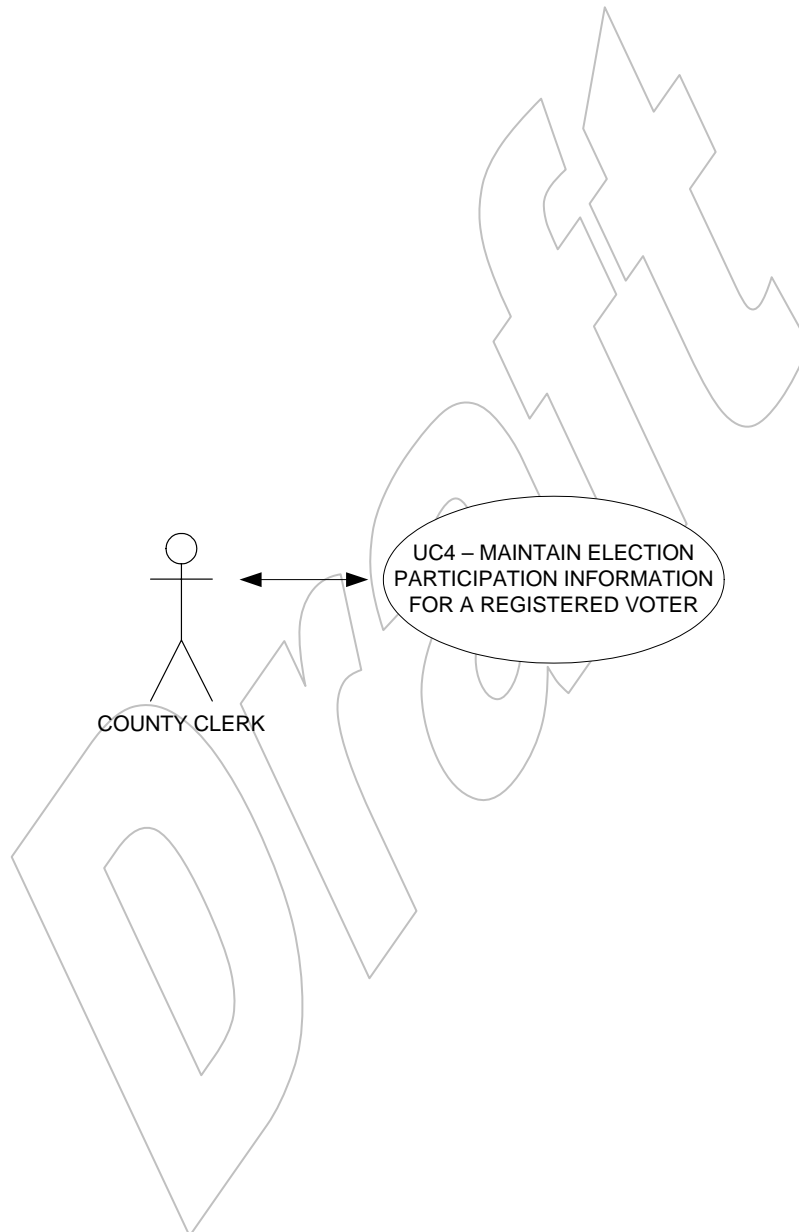 Draft
UC4 – MAINTAIN ELECTION
PARTICIPATION INFORMATION
FOR A REGISTERED VOTER
COUNTY CLERK